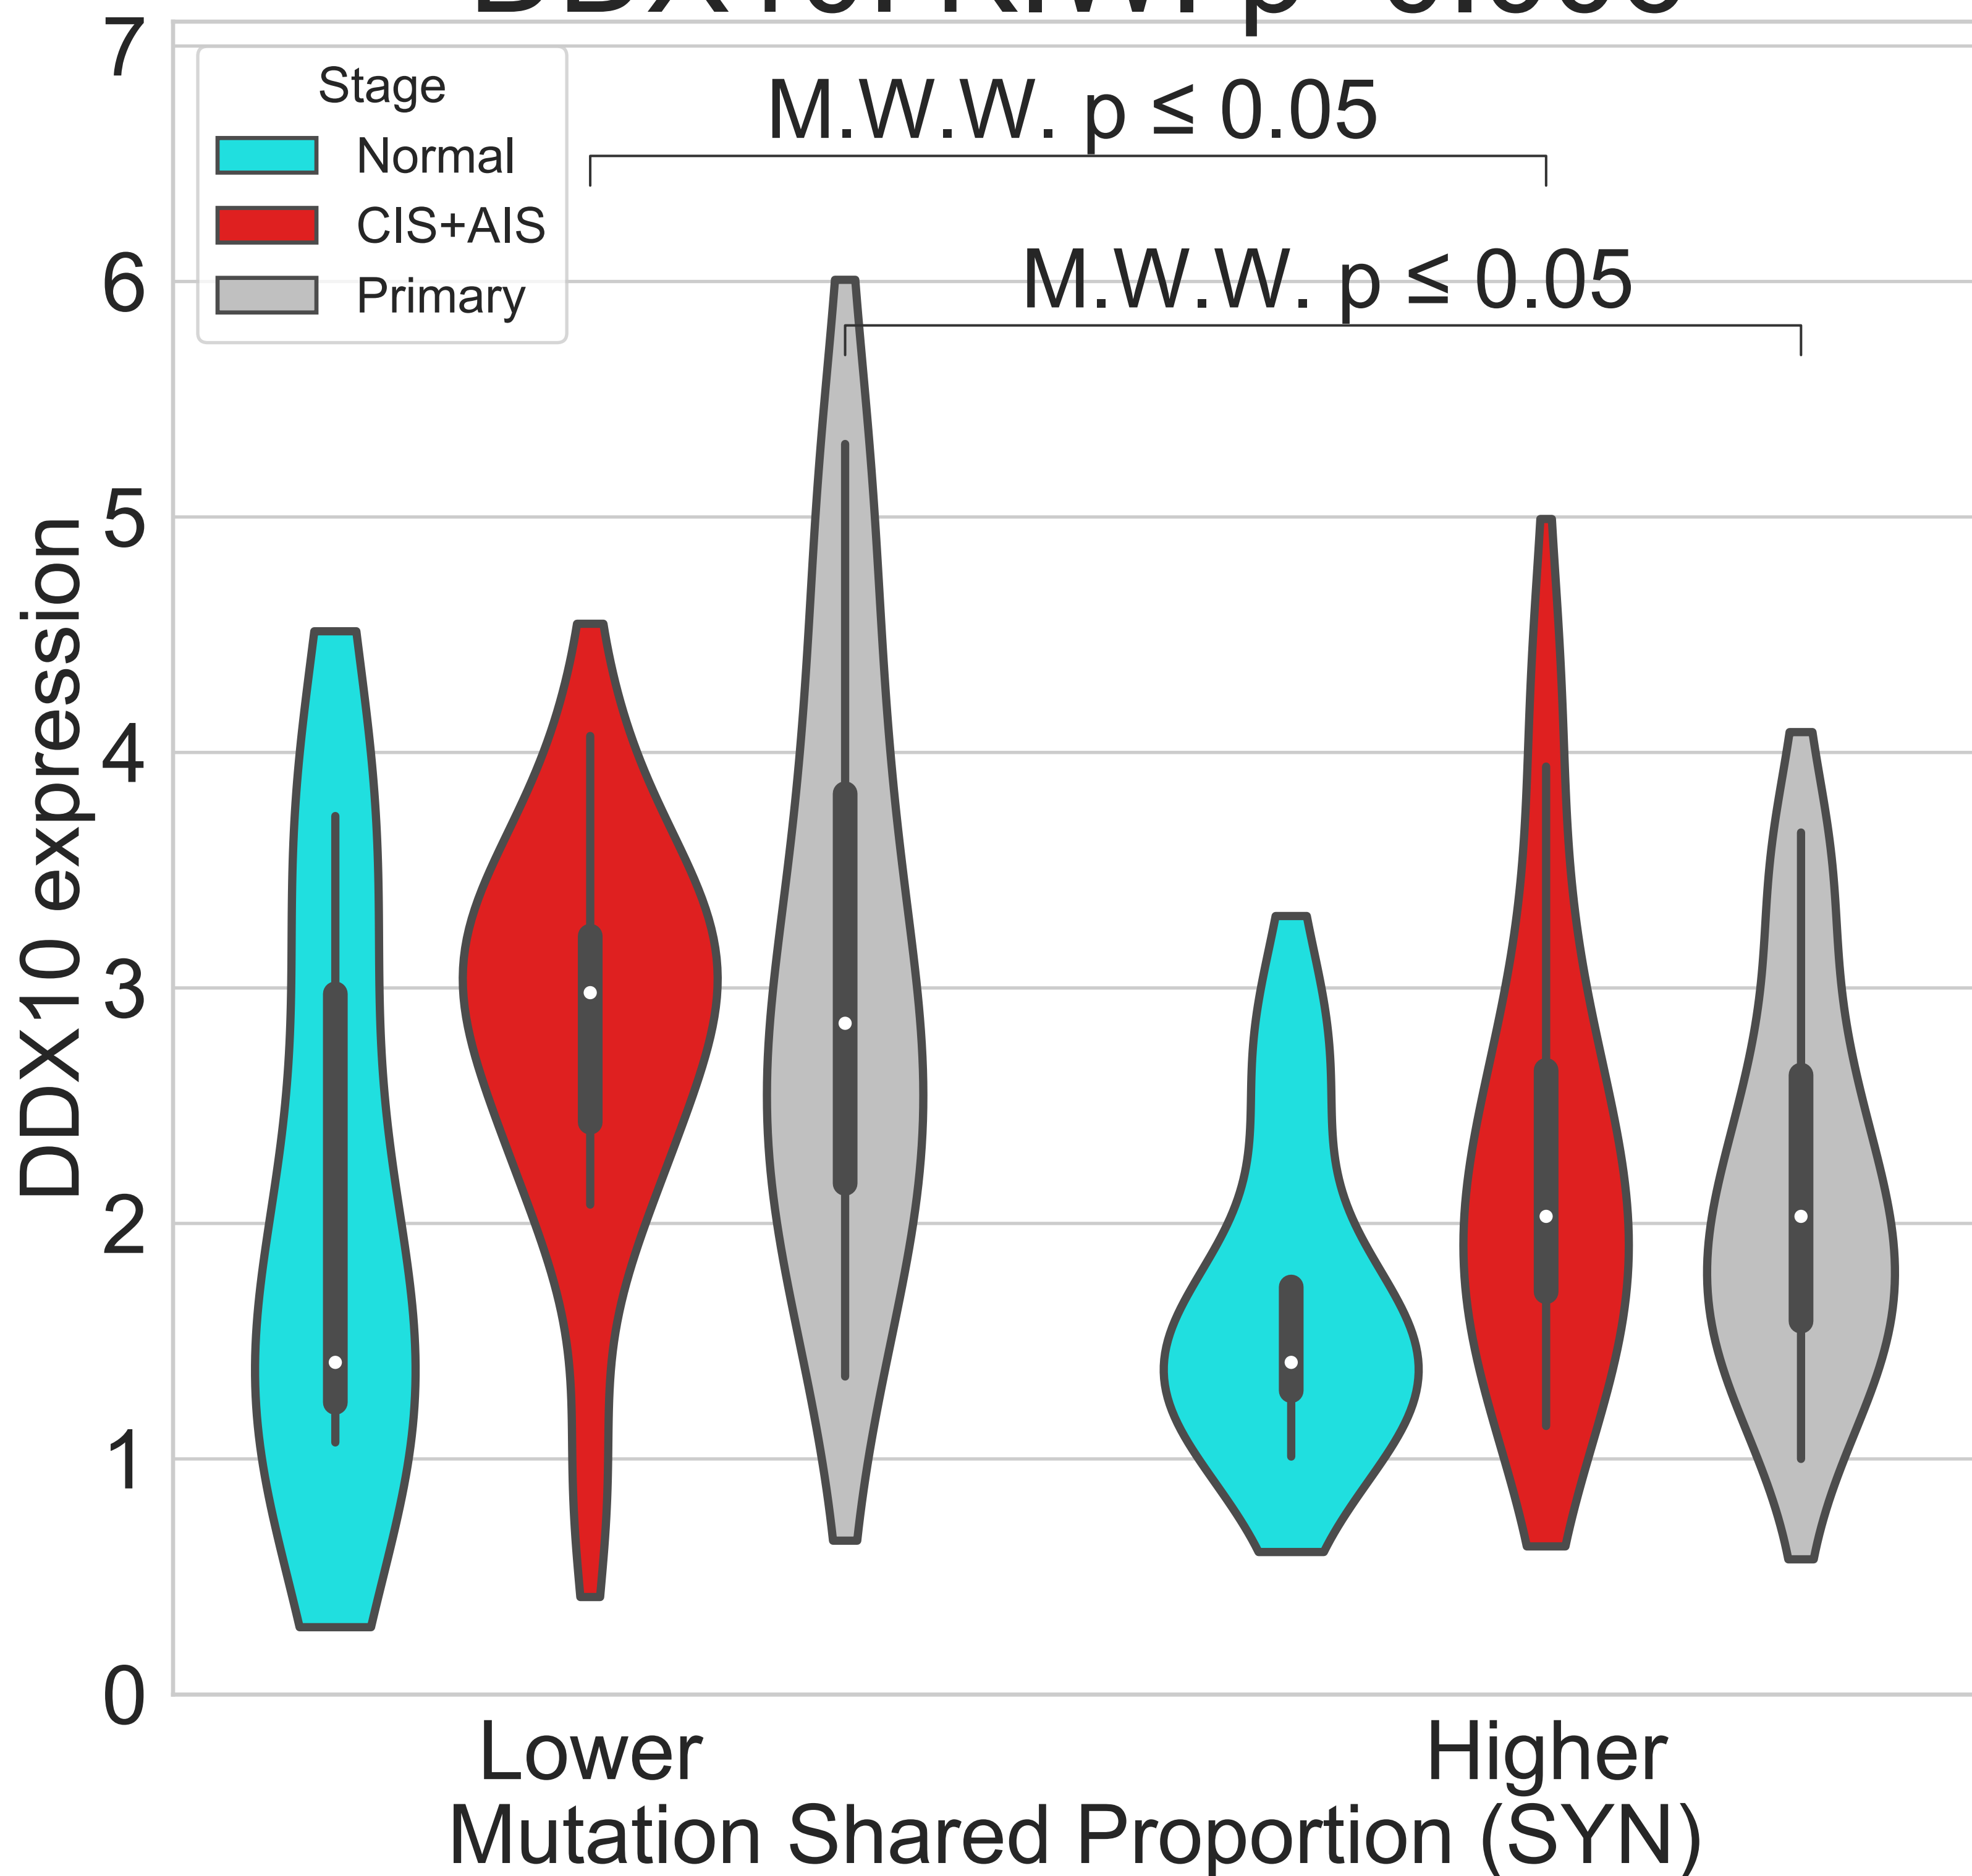 7
Stage
Normal
CIS+AIS
Primary
M.W.W. p ≤ 0.05
M.W.W. p ≤ 0.05
6
5
4
3
2
1
0
DDX10 expression
Lower
Higher
Mutation Shared Proportion (SYN)